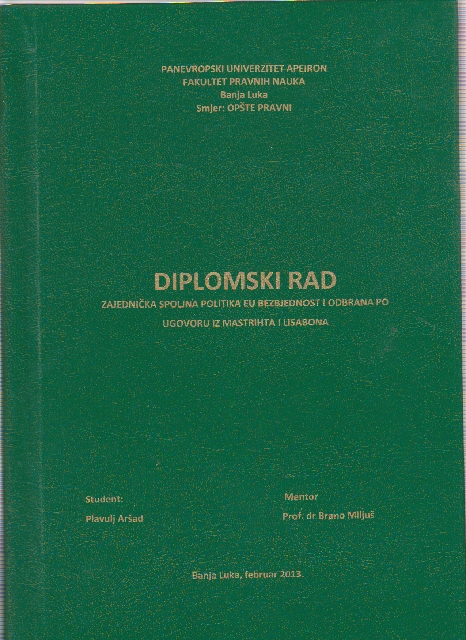 PANEVROPSKI UNIVERZITET APEIRON
FAKULTET PRAVNIH NAUKA
Banja Luka
Smjer: OPŠTE PRAVNI
DIPLOMSKI RAD
ZAJEDNIČKA SPOLJNA POLITIKA EU BEZBJEDNOST I ODBRANA PO
UGOVORU IZ MASTRIHTA I LISABONA
Student:
Mentor
Plavulj Aršad
Prof. dr Brano Miljuš
Banja Luka, februar 2013.